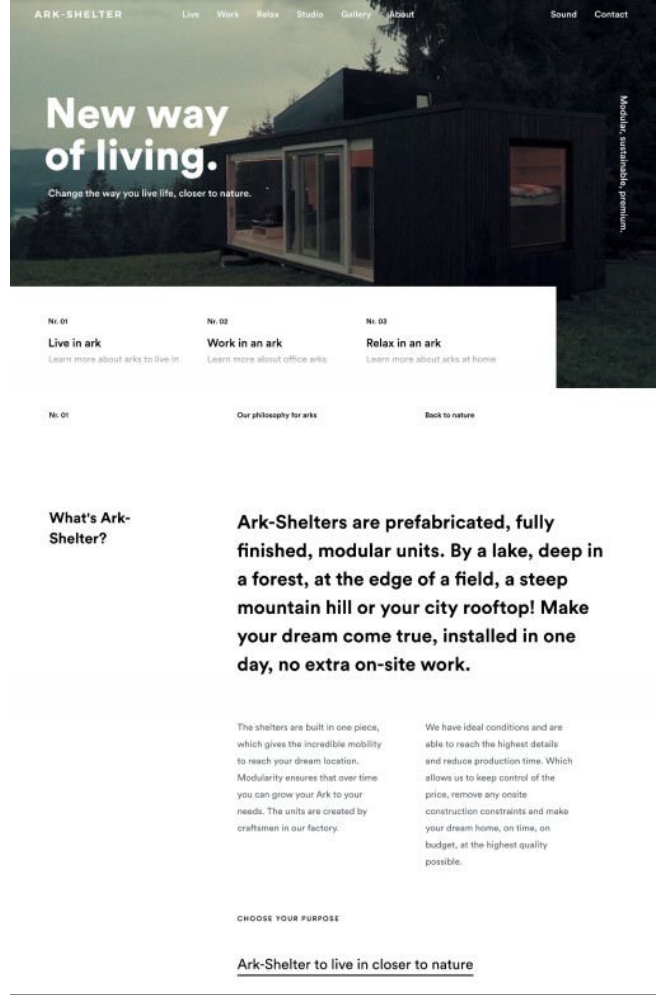 ARK-SHELTER
Live Work Relax Studio Gallery About
Sound Contact
New way
of living.
Change the way you live life, closer to nature.
Modular, sustainable, premium.
Nr. 01
Live in ark
Learn more about arks to live in
Nr. 02
Work in an ark
Learn more about office arks
Nr. 03
Relax in an ark
Learn more about arks at home
Nr. 01
Our philosophy for arks
Back to nature
What's Ark-
Shelter?
Ark-Shelters are prefabricated, fully
finished, modular units. By a lake, deep in
a forest, at the edge of a field, a steep
mountain hill or your city rooftop! Make
your dream come true, installed in one
day, no extra on-site work.
The shelters are built in one piece,
which gives the incredible mobility
to reach your dream location.
Modularity ensures that over time
you can grow your Ark to your
needs. The units are created by
craftsmen in our factory.
We have ideal conditions and are
able to reach the highest details
and reduce production time. Which
allows us to keep control of the
price, remove any onsite
construction constraints and make
your dream home, on time, on
budget, at the highest quality
possible.
CHOOSE YOUR PURPOSE
Ark-Shelter to live in closer to nature